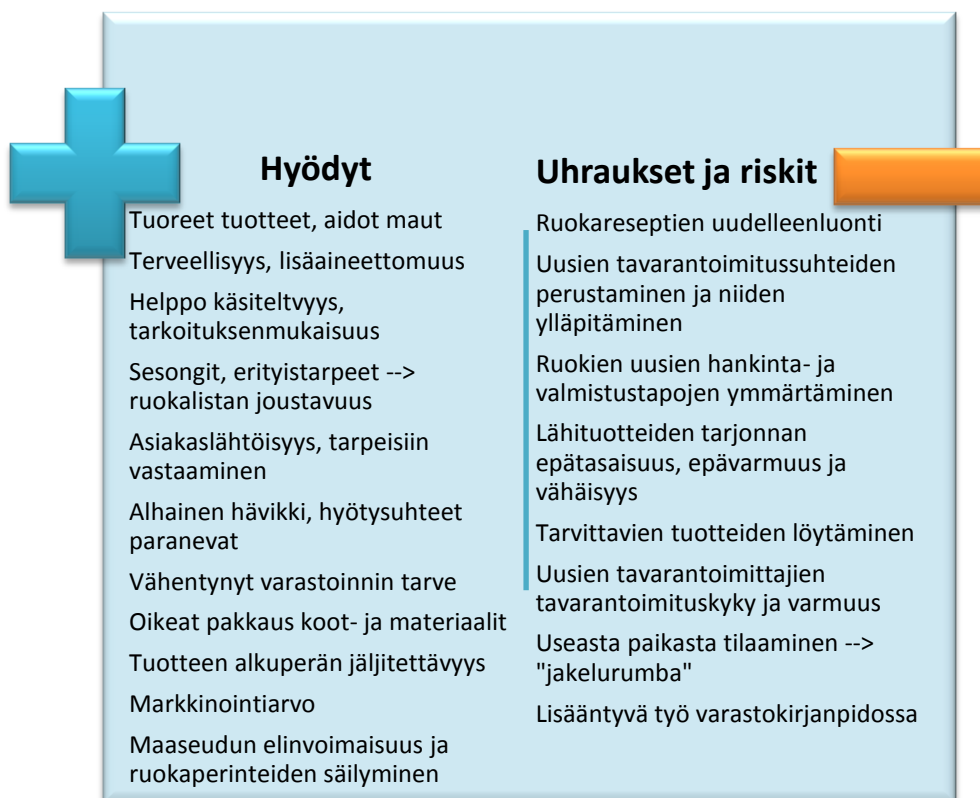 Hyödyt
Tuoreet tuotteet, aidot maut
Terveellisyys, lisäaineettomuus
Helppo käsiteltvyys,
tarkoituksenmukaisuus
Sesongit, erityistarpeet -->
ruokalistan joustavuus
Asiakaslähtöisyys, tarpeisiin
vastaaminen
Alhainen hävikki, hyötysuhteet
paranevat
Vähentynyt varastoinnin tarve
Oikeat pakkaus koot- ja materiaalit
Tuotteen alkuperän jäljitettävyys
Markkinointiarvo
Maaseudun elinvoimaisuus ja
ruokaperinteiden säilyminen
Uhraukset ja riskit
Ruokareseptien uudelleenluonti
Uusien tavarantoimitussuhteiden
perustaminen ja niiden
ylläpitäminen
Ruokien uusien hankinta- ja
valmistustapojen ymmärtäminen
Lähituotteiden tarjonnan
epätasaisuus, epävarmuus ja
vähäisyys
Tarvittavien tuotteiden löytäminen
Uusien tavarantoimittajien
tavarantoimituskyky ja varmuus
Useasta paikasta tilaaminen -->
"jakelurumba"
Lisääntyvä työ varastokirjanpidossa